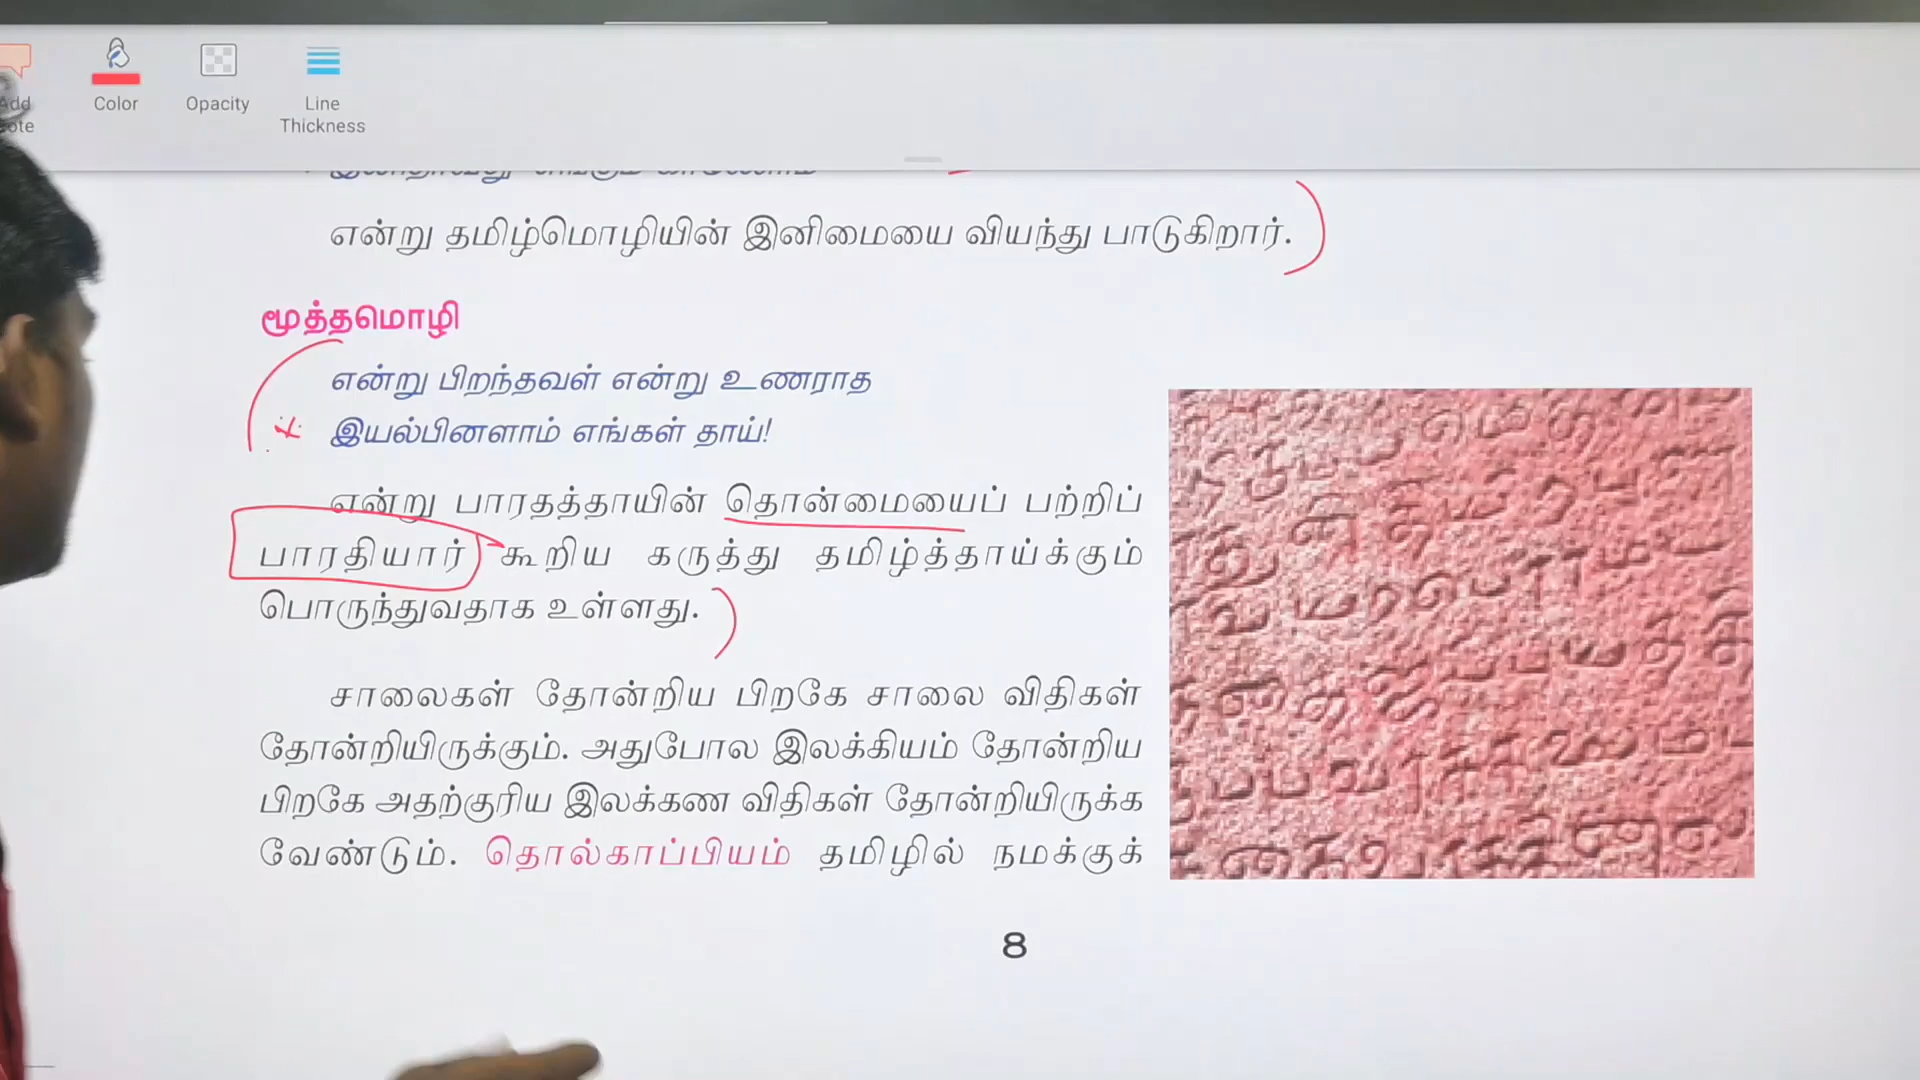 Add
Color
Opacity
Line
Thickness
என்று தமிழ்மொழியின் இனிமையை வியந்து பாடுகிறார்.
மூத்தமொழி
என்று பிறந்தவள் என்று உணராத
இயல்பினளாம் எங்கள் தாய்!
என்று பாரதத்தாயின் தொன்மையைப் பற்றிப்
பாரதியார் கூறிய கருத்து தமிழ்த்தாய்க்கும்
பொருந்துவதாக உள்ளது.
சாலைகள் தோன்றிய பிறகே சாலை விதிகள்
தோன்றியிருக்கும். அதுபோல இலக்கியம் தோன்றிய
பிறகே அதற்குரிய இலக்கண விதிகள் தோன்றியிருக்க
வேண்டும். தொல்காப்பியம் தமிழில் நமக்குக்
8